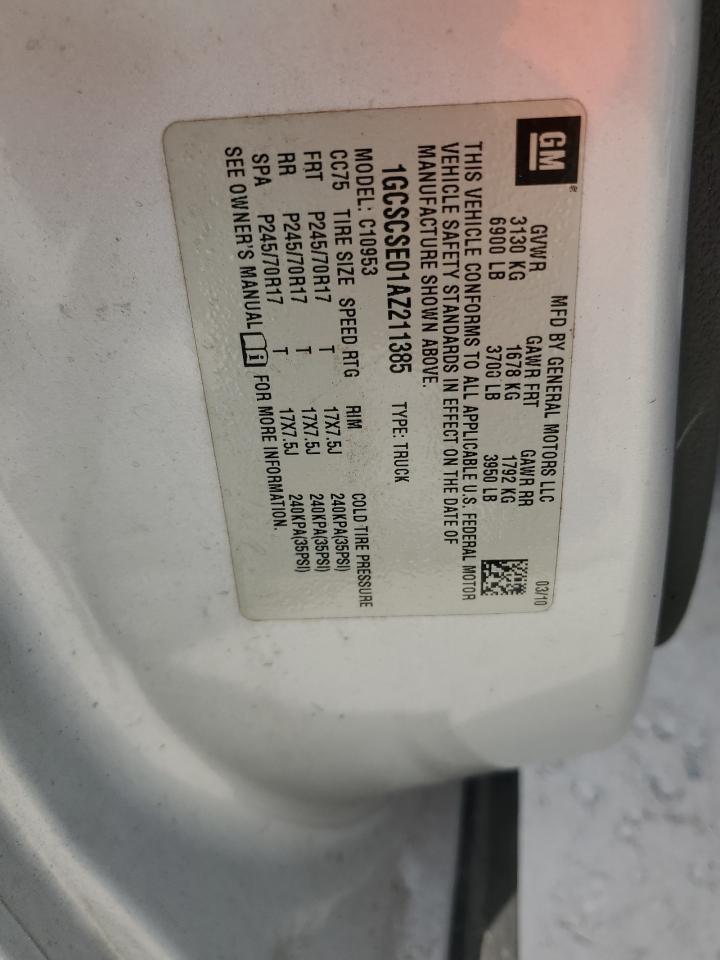 GM
MFD BY GENERAL MOTORS LLC 03/10
GVWR GAWR FRT GAWR RR
3130 KG 1678 KG 1792 KG
6900 LB 3700 LB 3950 LB
THIS VEHICLE CONFORMS TO ALL APPLICABLE U.S. FEDERAL MOTOR
VEHICLE SAFETY STANDARDS IN EFFECT ON THE DATE OF
MANUFACTURE SHOWN ABOVE.
1GCSCSE01AZ211385 TYPE: TRUCK
MODEL: C10953
CC75 TIRE SIZE SPEED RTG RIM COLD TIRE PRESSURE
FRT P245/70R17 T 17X7.5J 240KPA(35PSI)
RR P245/70R17 T 17X7.5J 240KPA(35PSI)
SPA P245/70R17 T 17X7.5J 240KPA(35PSI)
SEE OWNER'S MANUAL i FOR MORE INFORMATION.